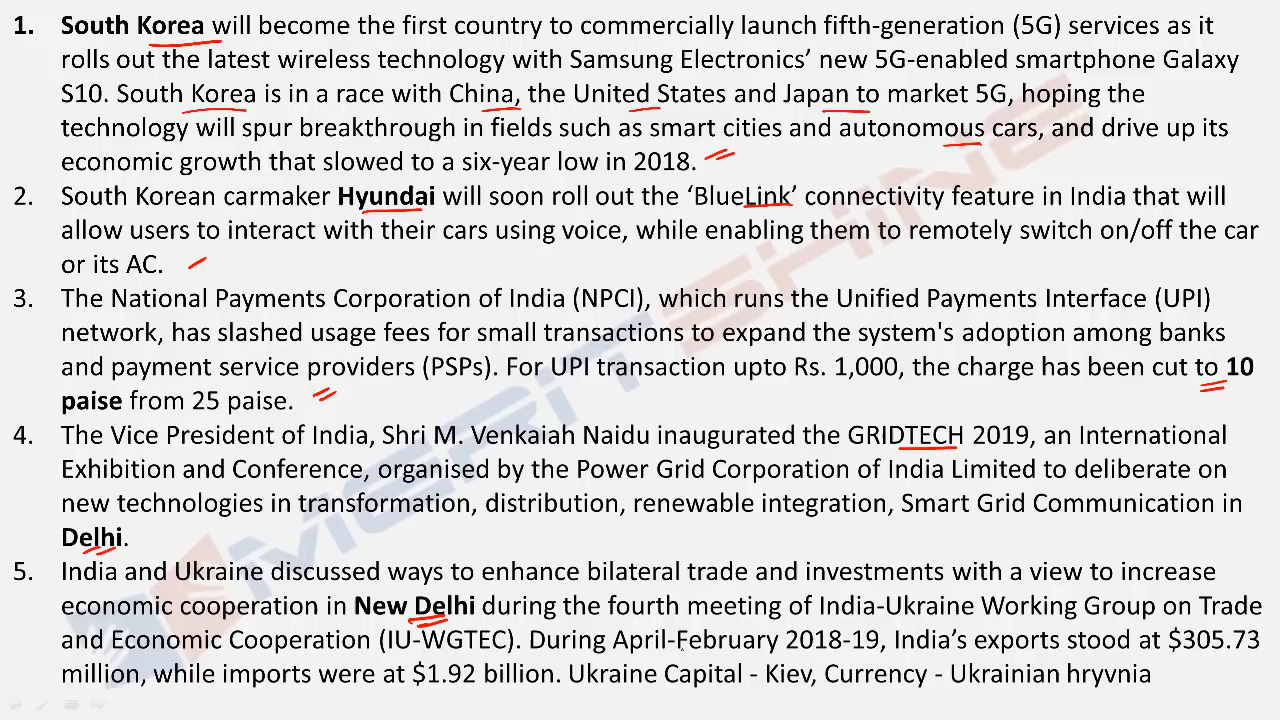 1. South Korea will become the first country to commercially launch fifth-generation (5G) services as it
rolls out the latest wireless technology with Samsung Electronics’ new 5G-enabled smartphone Galaxy
S10. South Korea is in a race with China, the United States and Japan to market 5G, hoping the
technology will spur breakthrough in fields such as smart cities and autonomous cars, and drive up its
economic growth that slowed to a six-year low in 2018.
2. South Korean carmaker Hyundai will soon roll out the ‘BlueLink’ connectivity feature in India that will
allow users to interact with their cars using voice, while enabling them to remotely switch on/off the car
or its AC.
3. The National Payments Corporation of India (NPCI), which runs the Unified Payments Interface (UPI)
network, has slashed usage fees for small transactions to expand the system's adoption among banks
and payment service providers (PSPs). For UPI transaction upto Rs. 1,000, the charge has been cut to 10
paise from 25 paise.
4. The Vice President of India, Shri M. Venkaiah Naidu inaugurated the GRIDTECH 2019, an International
Exhibition and Conference, organised by the Power Grid Corporation of India Limited to deliberate on
new technologies in transformation, distribution, renewable integration, Smart Grid Communication in
Delhi.
5. India and Ukraine discussed ways to enhance bilateral trade and investments with a view to increase
economic cooperation in New Delhi during the fourth meeting of India-Ukraine Working Group on Trade
and Economic Cooperation (IU-WGTEC). During April-February 2018-19, India’s exports stood at $305.73
million, while imports were at $1.92 billion. Ukraine Capital - Kiev, Currency - Ukrainian hryvnia
MERIT SHINE